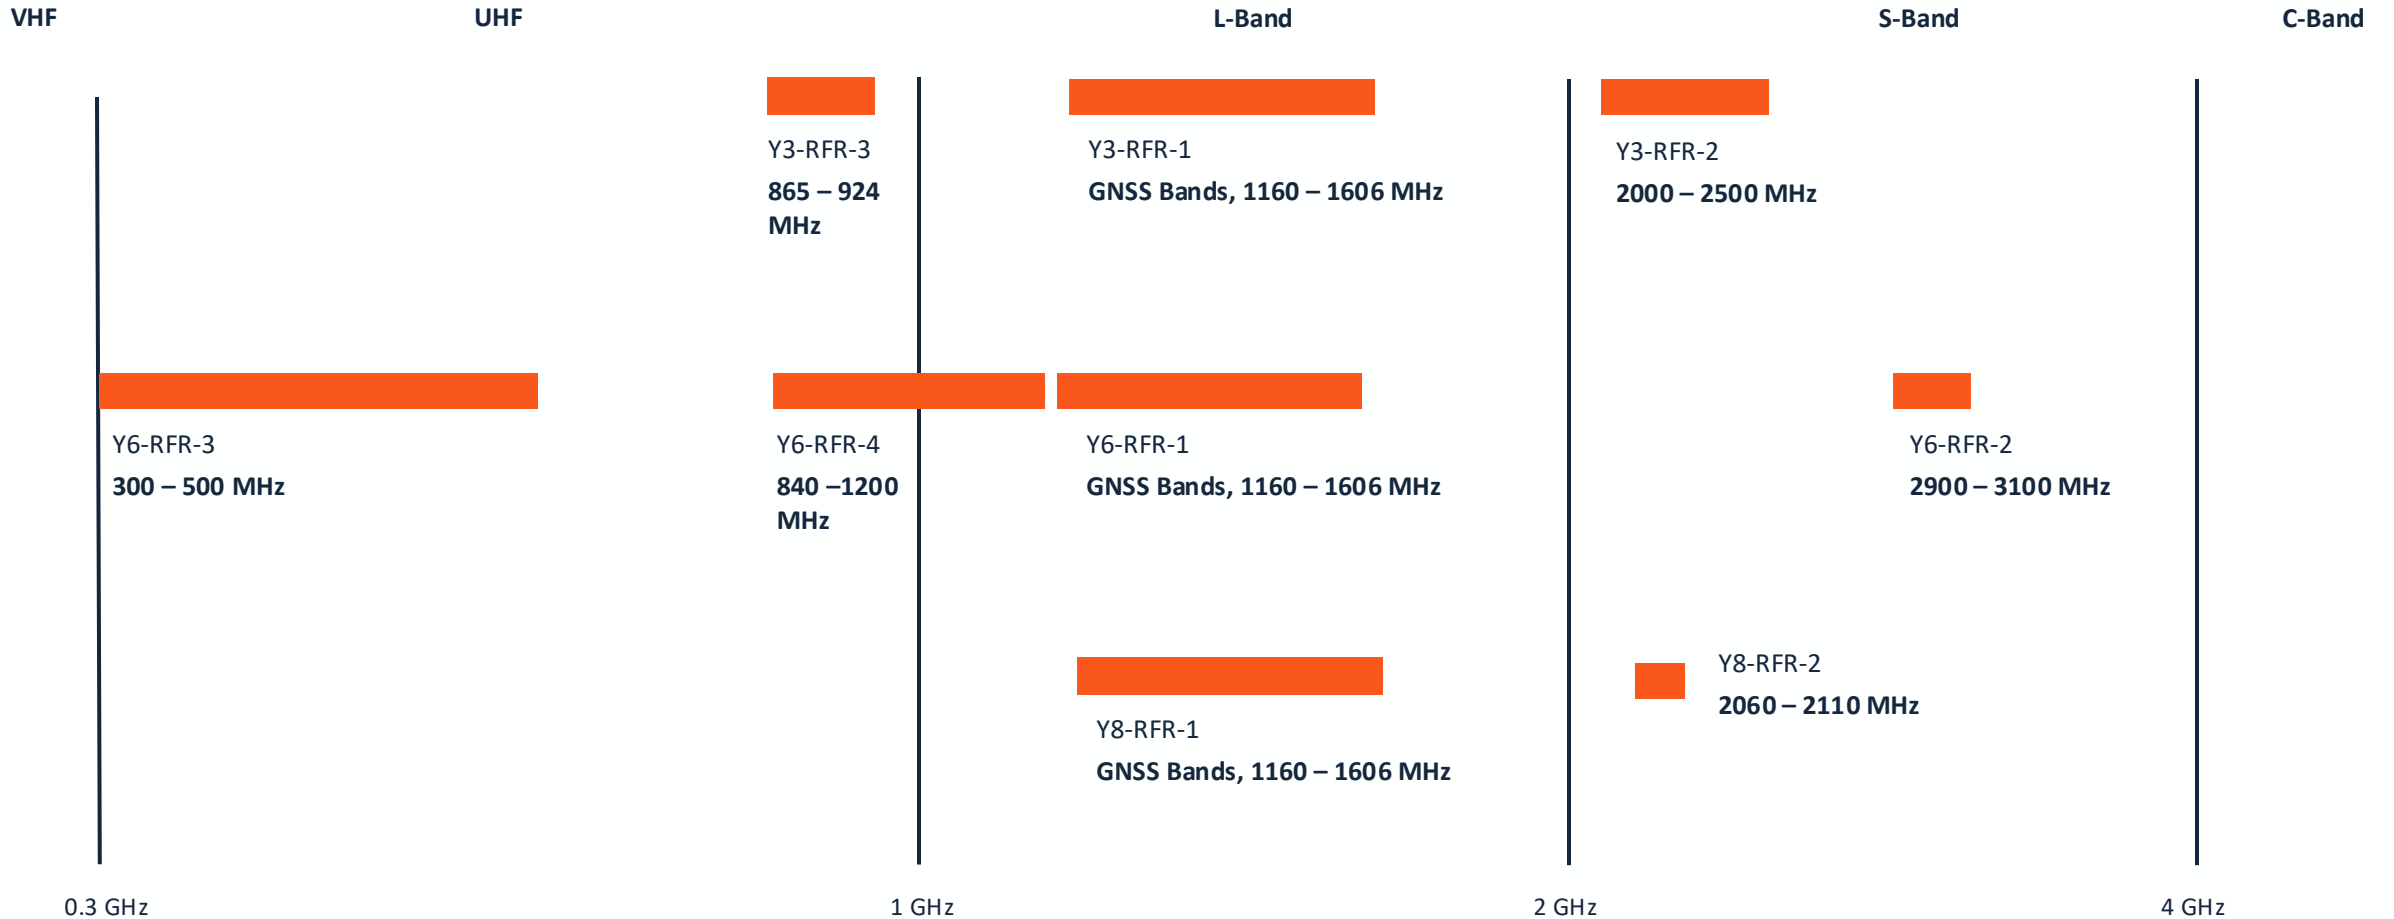 VHF
UHF
L-Band
S-Band
C-Band
Y3-RFR-3
865 – 924
MHz
Y3-RFR-1
GNSS Bands, 1160 – 1606 MHz
Y3-RFR-2
2000 – 2500 MHz
Y6-RFR-3
300 – 500 MHz
Y6-RFR-4
840 –1200
MHz
Y6-RFR-1
GNSS Bands, 1160 – 1606 MHz
Y6-RFR-2
2900 – 3100 MHz
Y8-RFR-1
GNSS Bands, 1160 – 1606 MHz
Y8-RFR-2
2060 – 2110 MHz
0.3 GHz
1 GHz
2 GHz
4 GHz